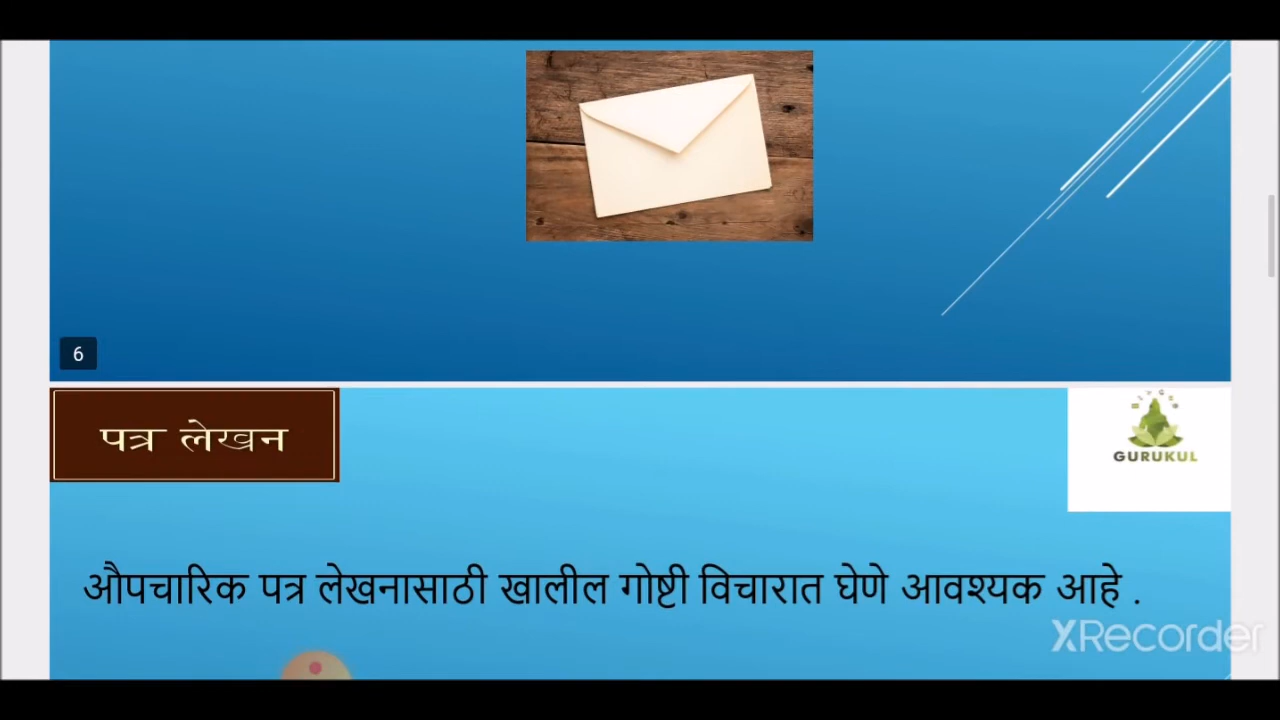 6
पत्र लेखन
GURUKUL
औपचारिक पत्र लेखनासाठी खालील गोष्टी विचारात घेणे आवश्यक आहे .
XRecorder